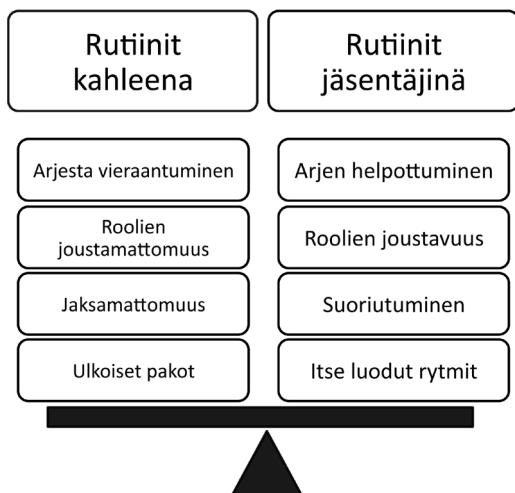 Rutiinit
kahleena
Rutiinit
jäsentäjinä
Arjesta vieraantuminen
Roolien
joustamattomuus
Jaksamattomuus
Ulkoiset pakot
Arjen helpottuminen
Roolien joustavuus
Suoriutuminen
Itse luodut rytmit